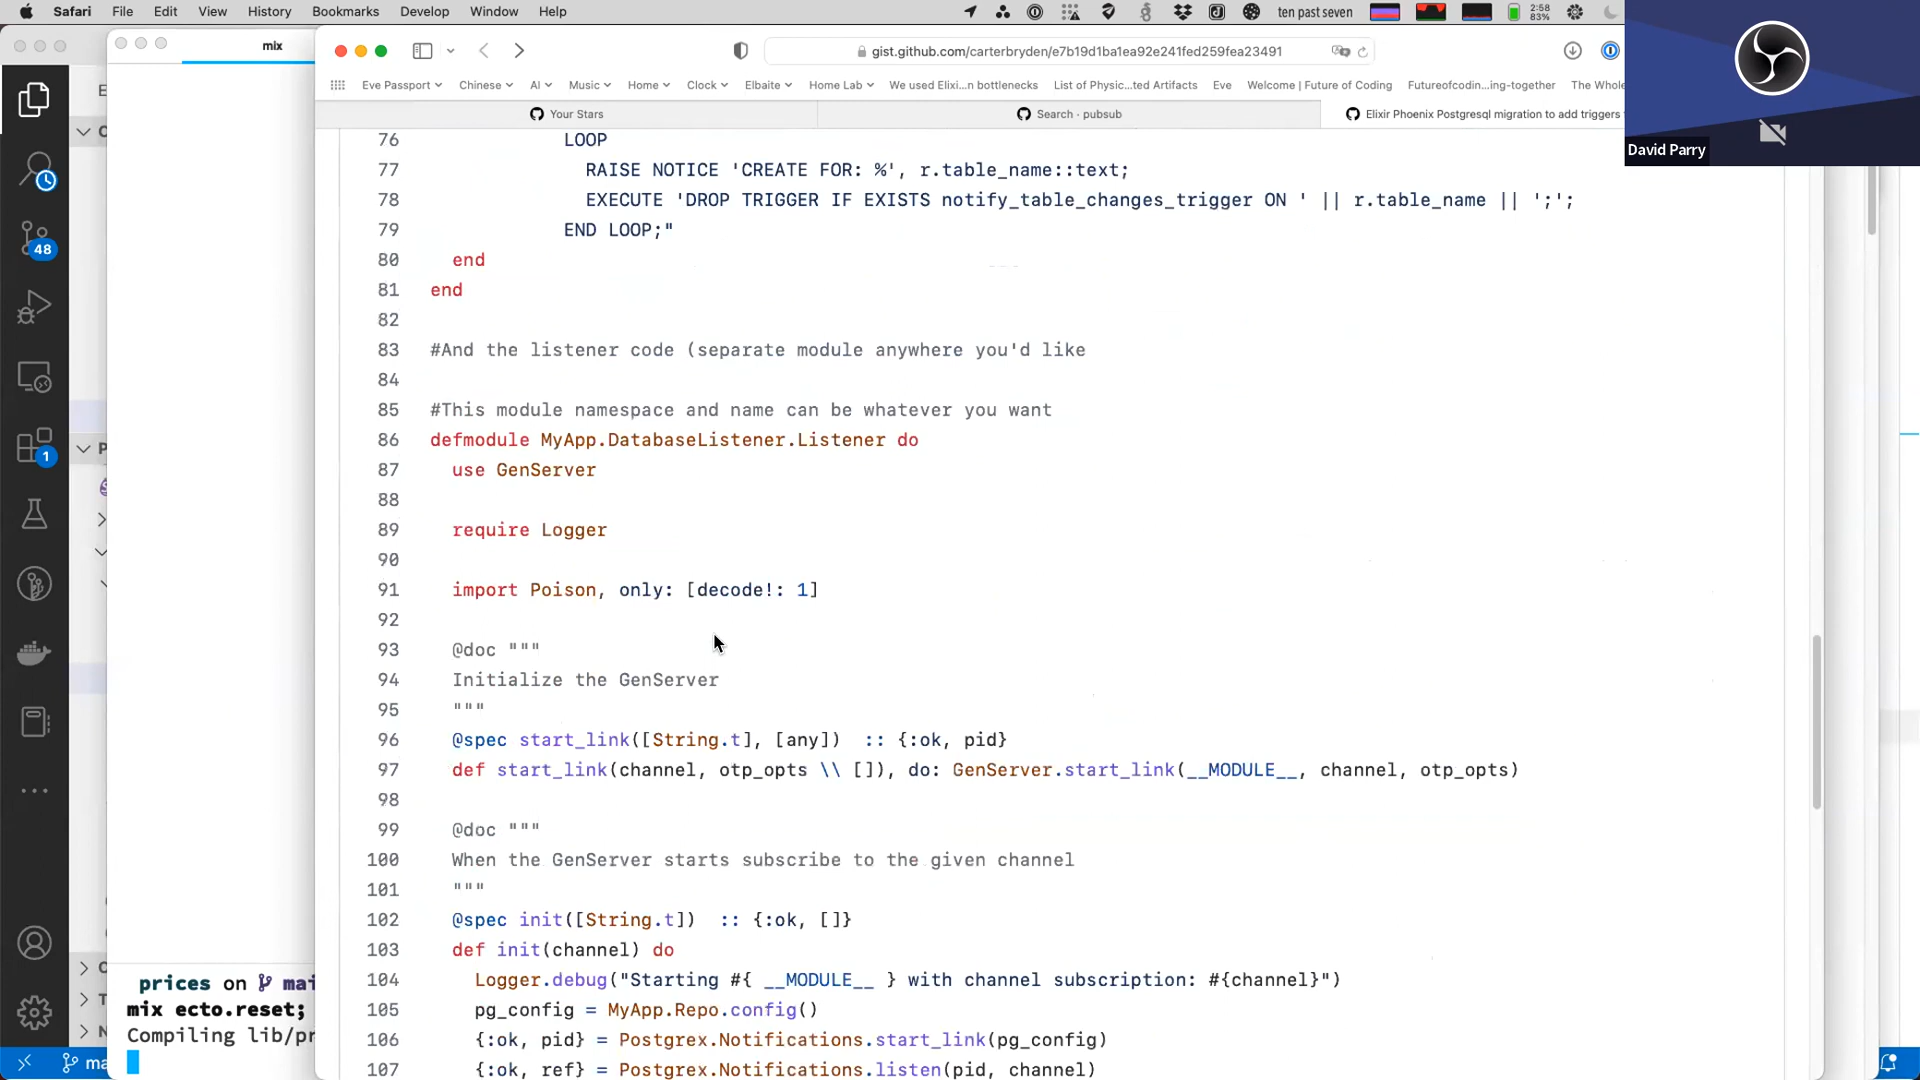 Safari File Edit View History Bookmarks Develop Window Help ten past seven 2:58 83%
mix
gist.github.com/carterbryden/e7b19d1ba1ea92e241fed259fea23491
Eve Passport Chinese AI Music Home Clock Elbaite Home Lab We used Elixi...n bottlenecks List of Physic...ted Artifacts Eve Welcome | Future of Coding Futureofcodin...ing-together The Whole
Your Stars Search · pubsub Elixir Phoenix Postgresql migration to add triggers
David Parry
76 LOOP
77 RAISE NOTICE 'CREATE FOR: %', r.table_name::text;
78 EXECUTE 'DROP TRIGGER IF EXISTS notify_table_changes_trigger ON ' || r.table_name || ';';
79 END LOOP;"
80 end
81 end
82
83 #And the listener code (separate module anywhere you'd like
84
85 #This module namespace and name can be whatever you want
86 defmodule MyApp.DatabaseListener.Listener do
87 use GenServer
88
89 require Logger
90
91 import Poison, only: [decode!: 1]
92
93 @doc """
94 Initialize the GenServer
95 """
96 @spec start_link([String.t], [any]) :: {:ok, pid}
97 def start_link(channel, otp_opts \\ []), do: GenServer.start_link(__MODULE__, channel, otp_opts)
98
99 @doc """
100 When the GenServer starts subscribe to the given channel
101 """
102 @spec init([String.t]) :: {:ok, []}
103 def init(channel) do
104 Logger.debug("Starting #{ __MODULE__ } with channel subscription: #{channel}")
105 pg_config = MyApp.Repo.config()
106 {:ok, pid} = Postgrex.Notifications.start_link(pg_config)
107 {:ok, ref} = Postgrex.Notifications.listen(pid, channel)
48
1
prices on mai
mix ecto.reset;
Compiling lib/pr
ma